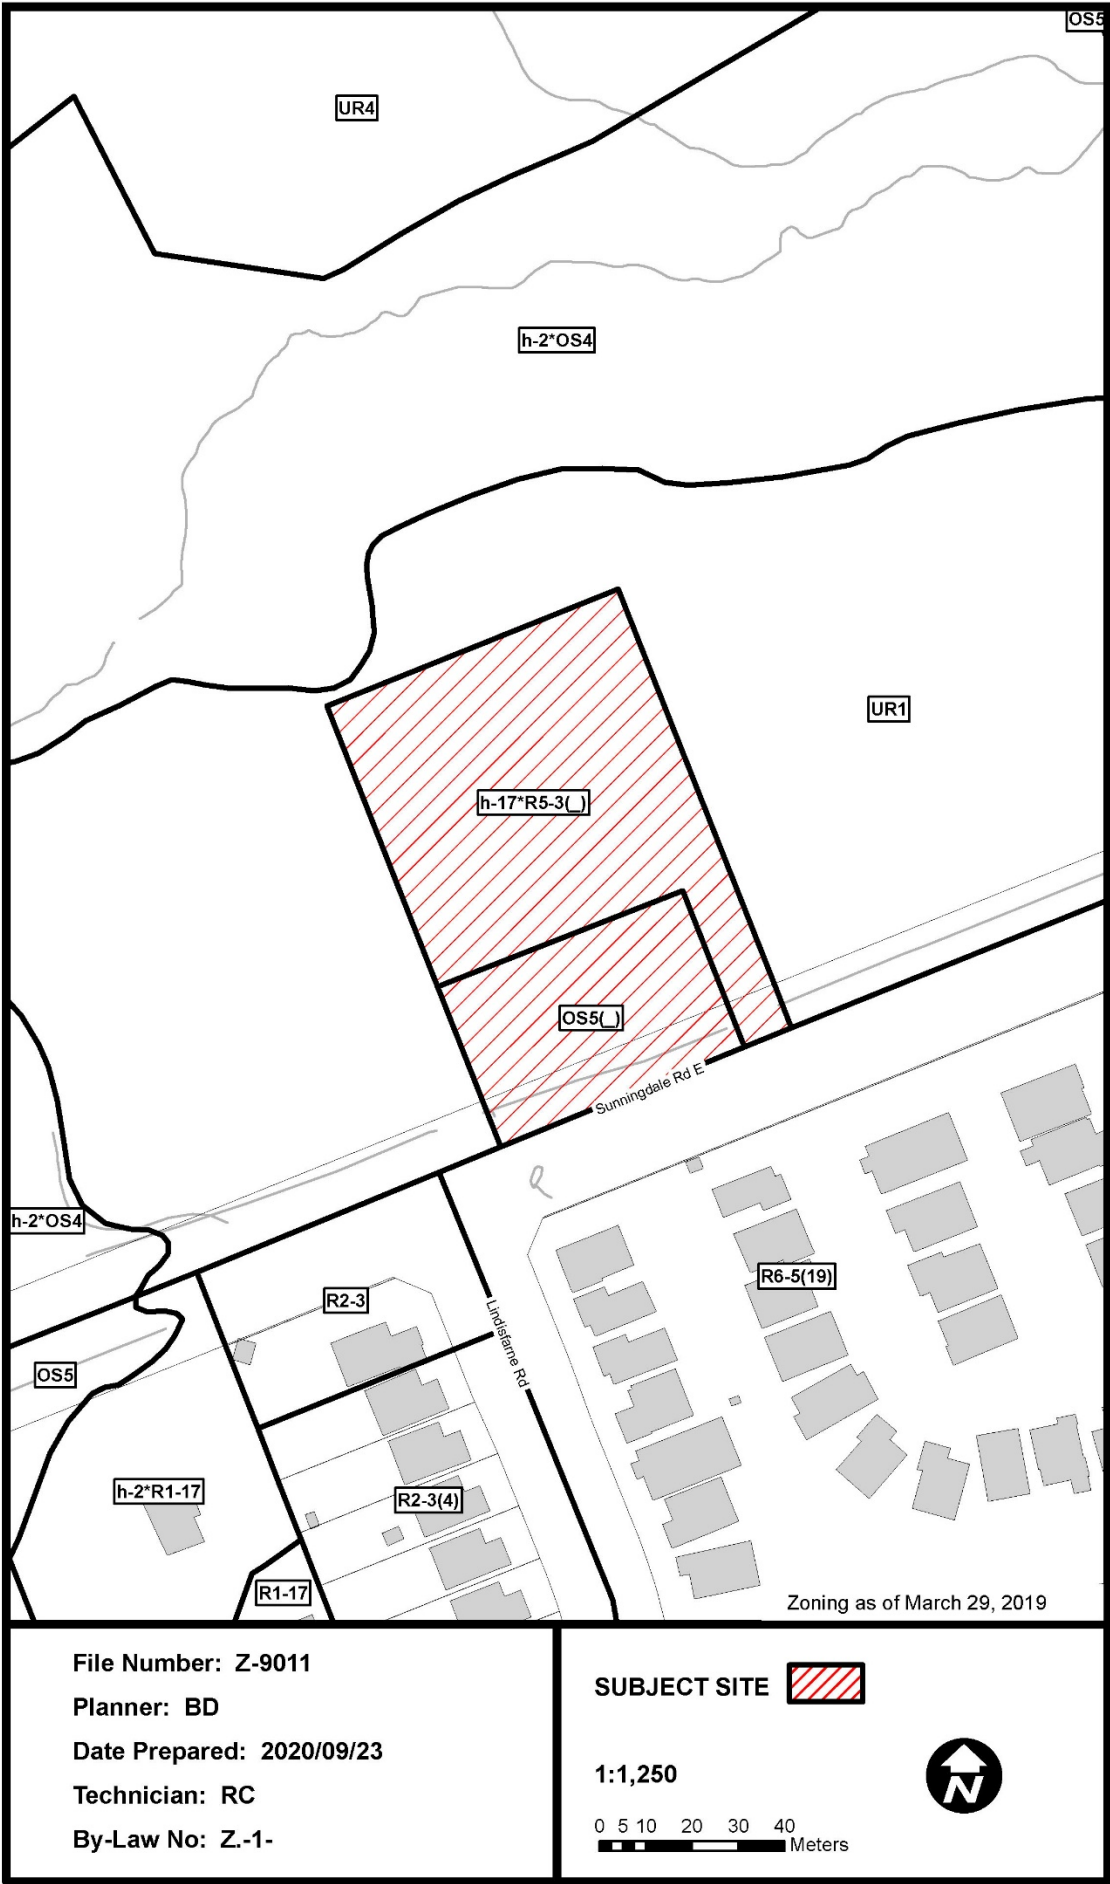 OS5
UR4
h-2*OS4
UR1
h-17*R5-3(_)
OS5(_)
Sunningdale Rd E
h-2*OS4
R6-5(19)
R2-3
Lindisfarne Rd
OS5
h-2*R1-17
R2-3(4)
R1-17
Zoning as of March 29, 2019
File Number: Z-9011
Planner: BD
Date Prepared: 2020/09/23
Technician: RC
By-Law No: Z.-1-
SUBJECT SITE
1:1,250
0 5 10 20 30 40
Meters
N